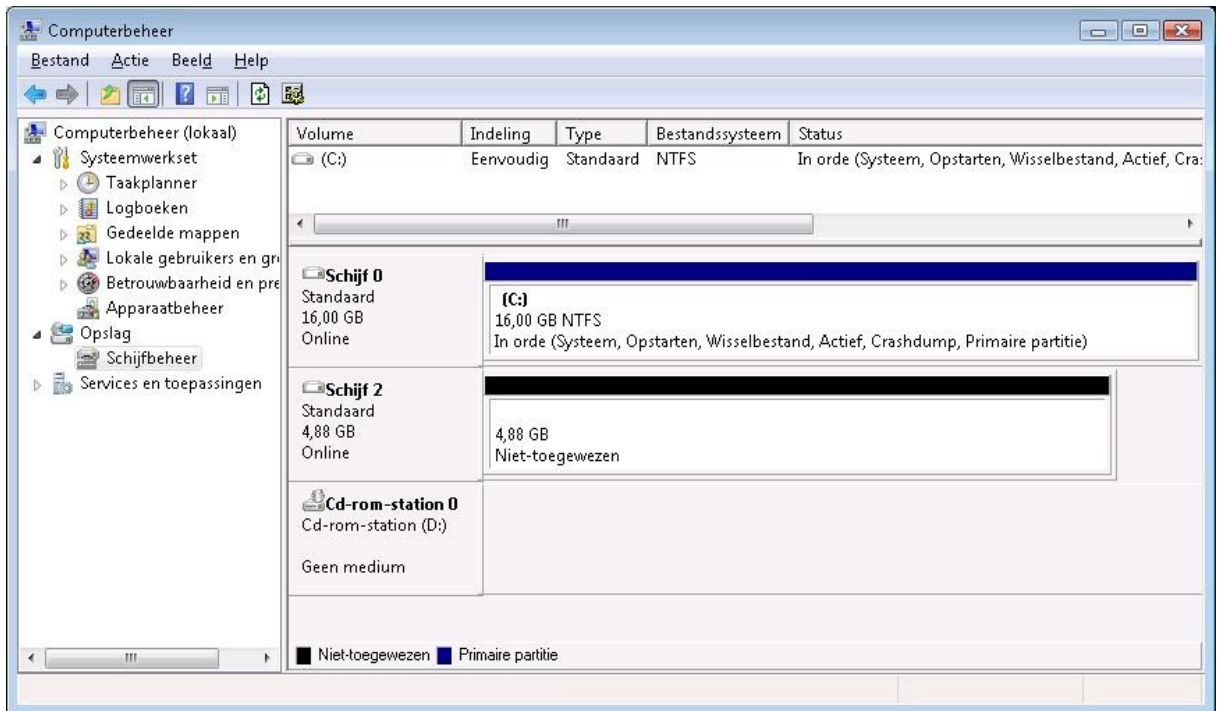 Computerbeheer
Bestand Actie Beeld Help
Computerbeheer (lokaal)
Systeemwerkset
Taakplanner
Logboeken
Gedeelde mappen
Lokale gebruikers en gr
Betrouwbaarheid en pre
Apparaatbeheer
Opslag
Schijfbeheer
Services en toepassingen
Volume Indeling Type Bestandssysteem Status
(C:) Eenvoudig Standaard NTFS In orde (Systeem, Opstarten, Wisselbestand, Actief, Cra
Schijf 0
Standaard
16,00 GB
Online
(C:)
16,00 GB NTFS
In orde (Systeem, Opstarten, Wisselbestand, Actief, Crashdump, Primaire partitie)
Schijf 2
Standaard
4,88 GB
Online
4,88 GB
Niet-toegewezen
Cd-rom-station 0
Cd-rom-station (D:)
Geen medium
Niet-toegewezen Primaire partitie